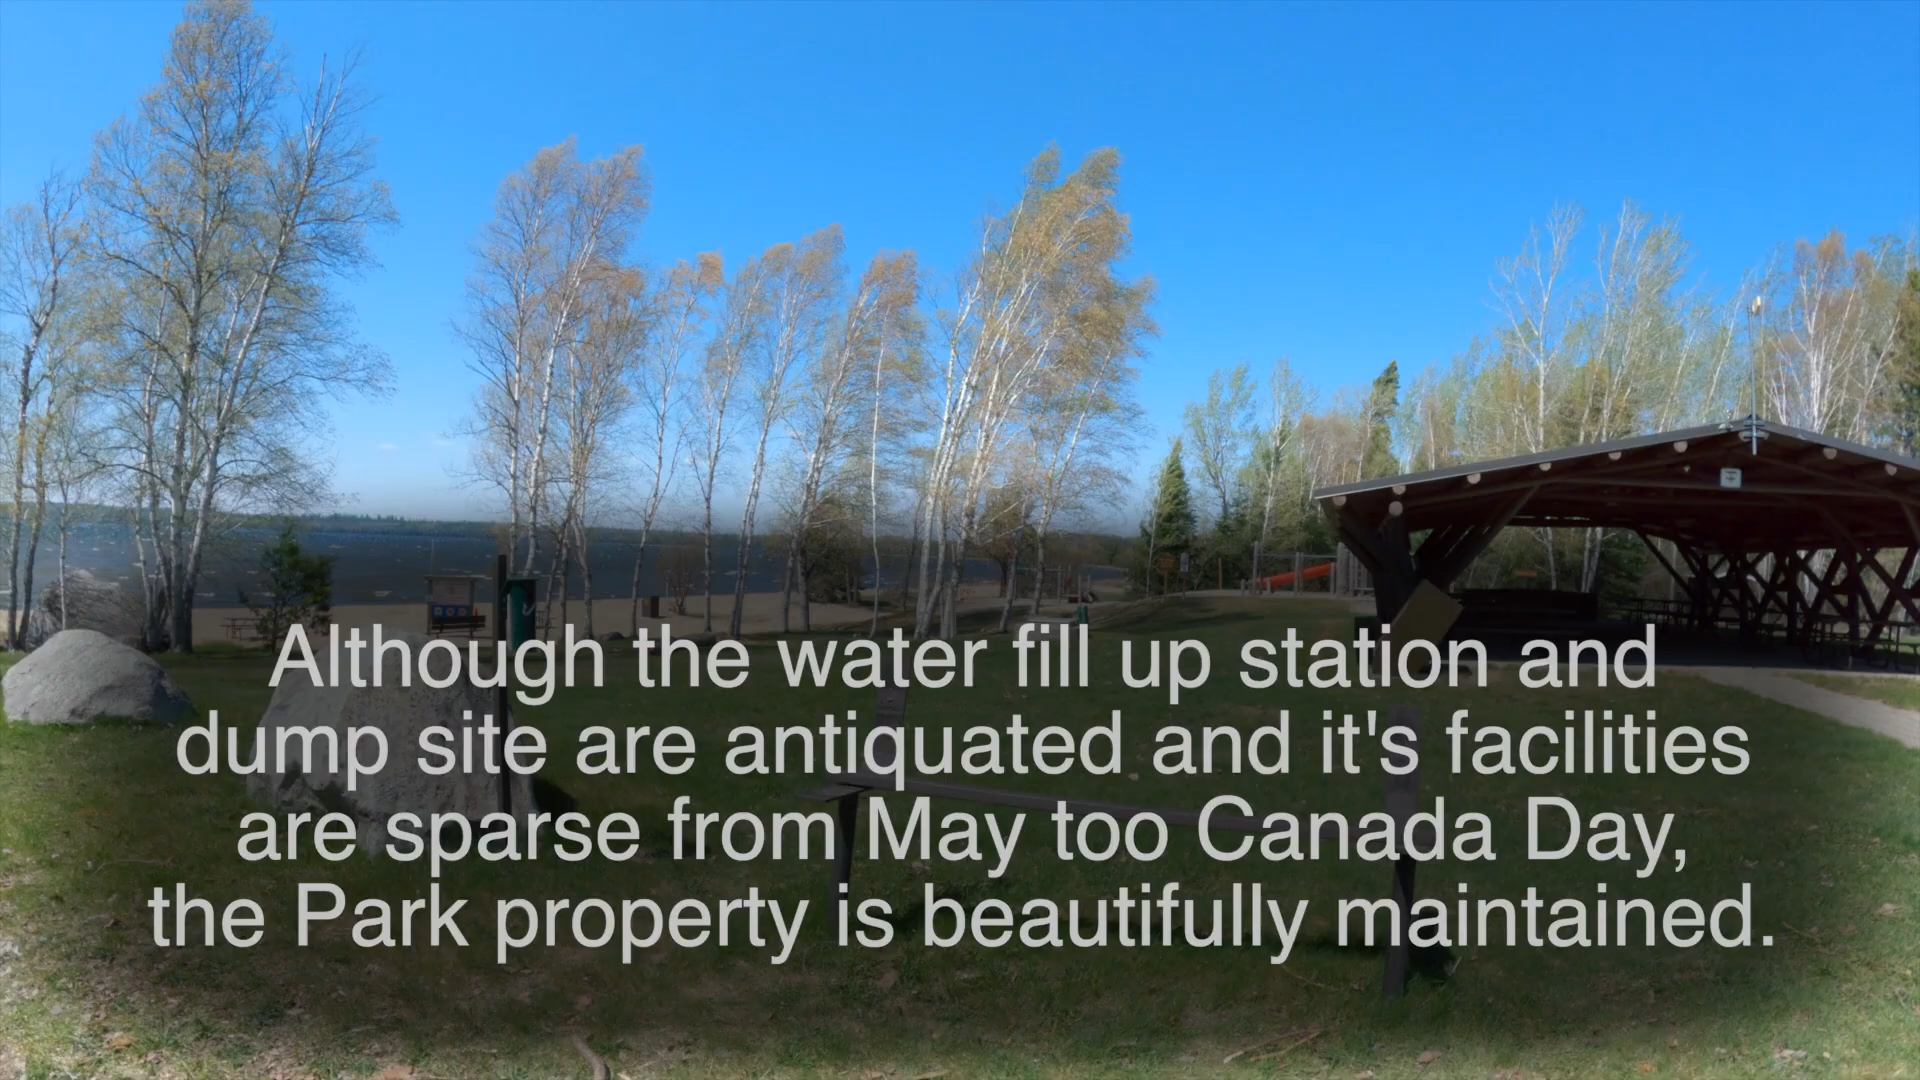 Although the water fill up station and
dump site are antiquated and it's facilities
are sparse from May too Canada Day,
the Park property is beautifully maintained.